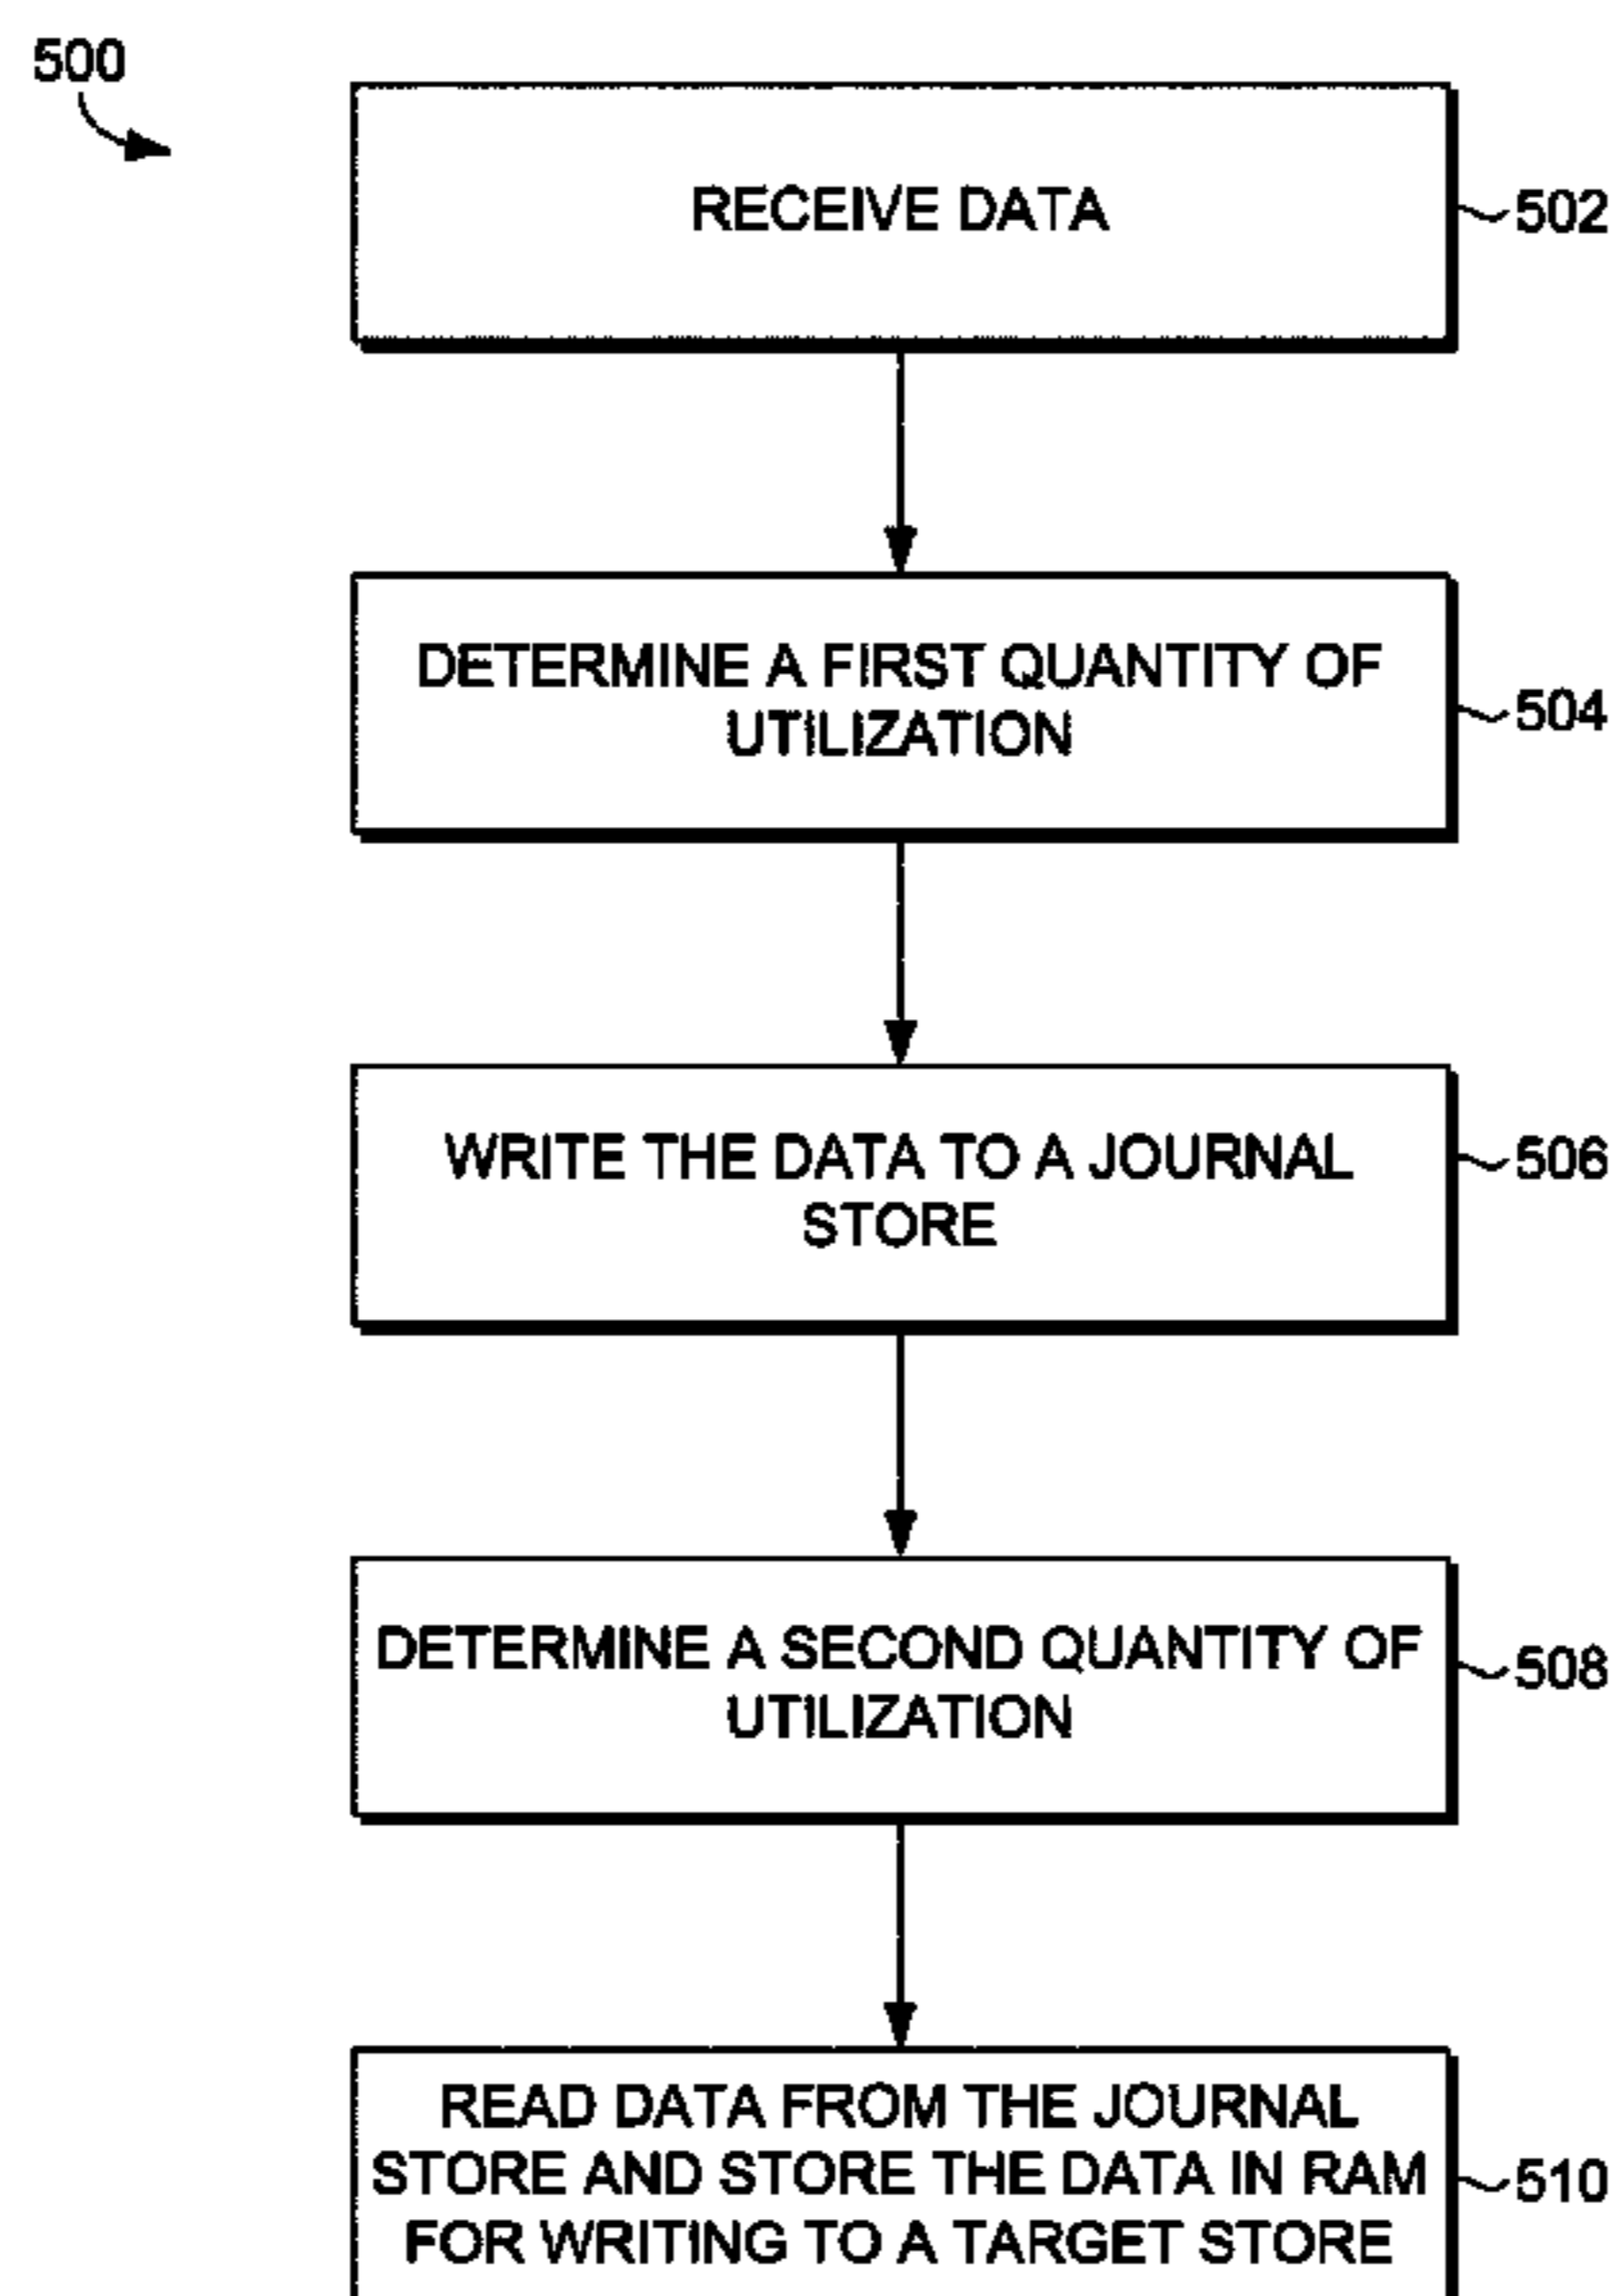 500
RECEIVE DATA
502
DETERMINE A FIRST QUANTITY OF
UTILIZATION
504
WRITE THE DATA TO A JOURNAL
STORE
506
DETERMINE A SECOND QUANTITY OF
UTILIZATION
508
READ DATA FROM THE JOURNAL
STORE AND STORE THE DATA IN RAM
FOR WRITING TO A TARGET STORE
510